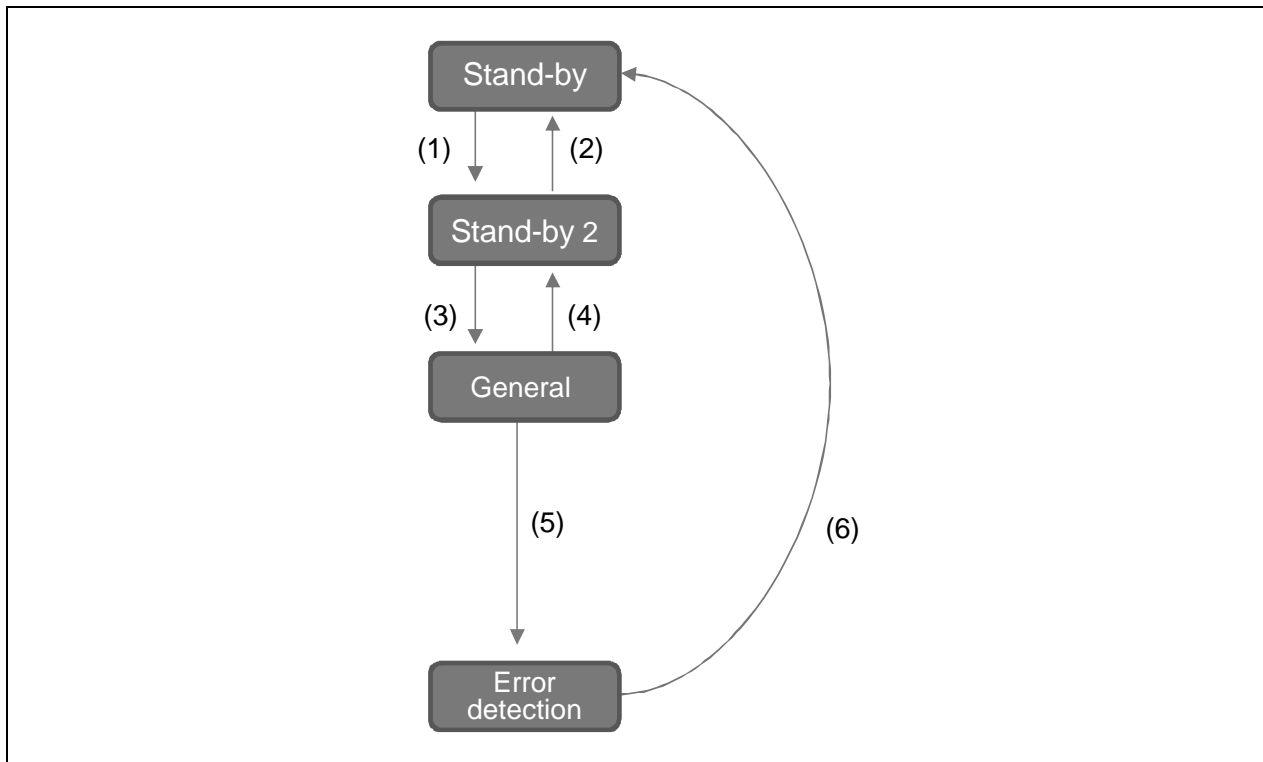 Stand-by
(1)
(2)
Stand-by 2
(3)
(4)
General
(5)
(6)
Error
detection